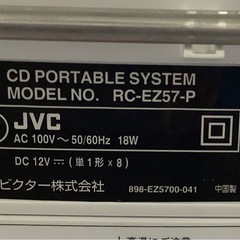 CD PORTABLE SYSTEM
MODEL NO. RC-EZ57-P
JVC
AC 100V~50/60Hz 18W
DC 12V⎓(単1形×8)
ビクター株式会社
898-EZ5700-041
中国製